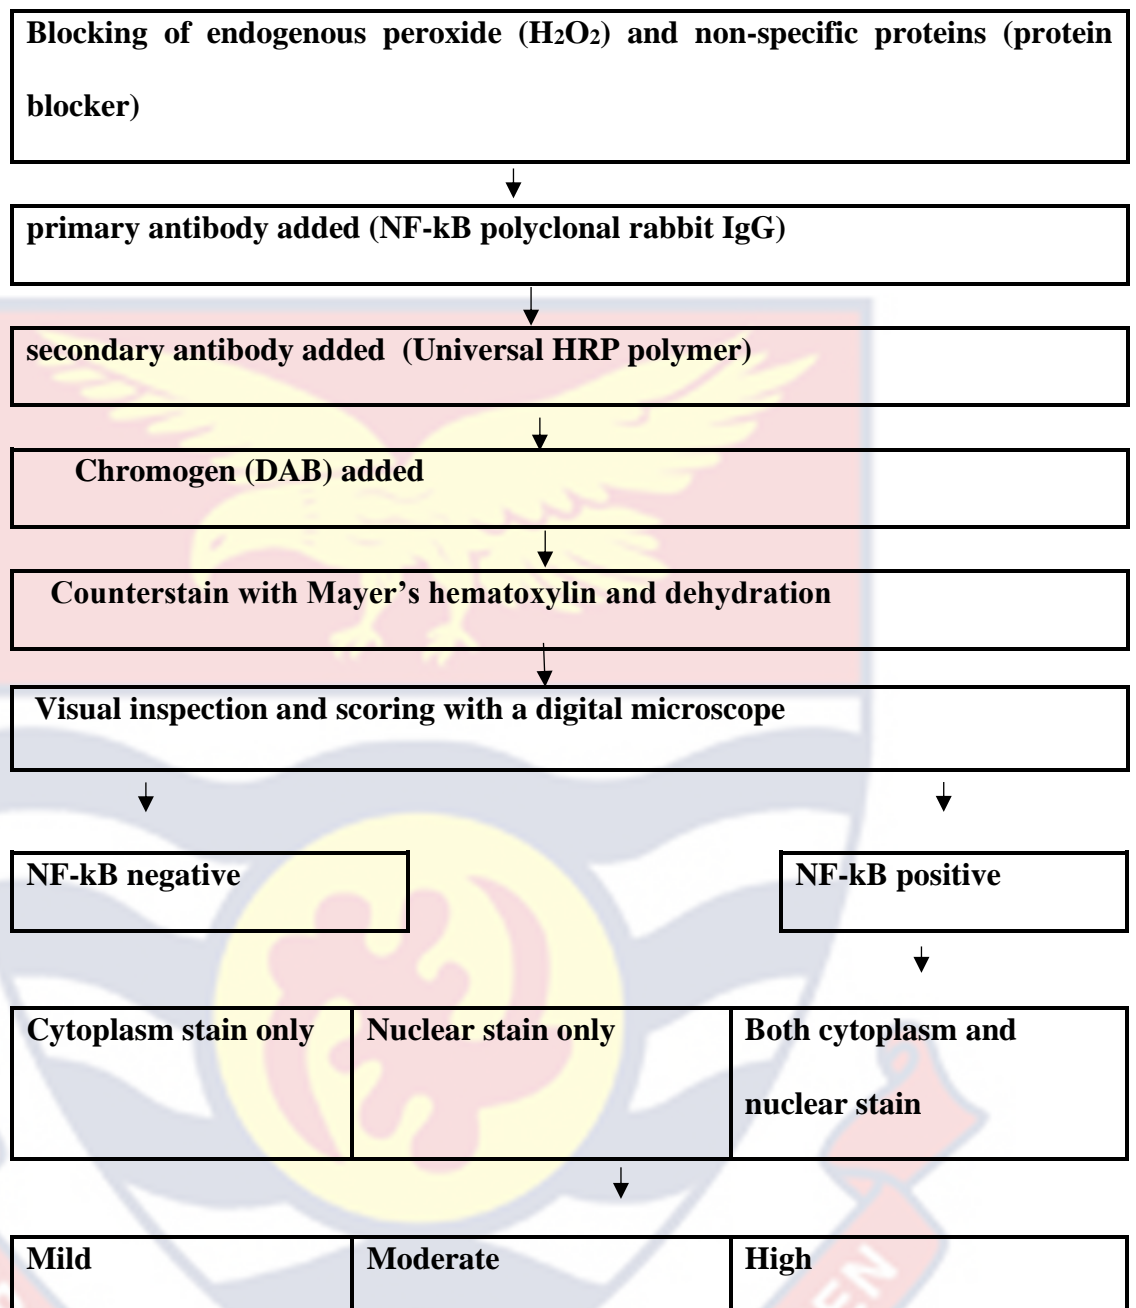 Blocking of endogenous peroxide (H₂O₂) and non-specific proteins (protein
blocker)
primary antibody added (NF-kB polyclonal rabbit IgG)
secondary antibody added (Universal HRP polymer)
Chromogen (DAB) added
Counterstain with Mayer’s hematoxylin and dehydration
Visual inspection and scoring with a digital microscope
NF-kB negative
NF-kB positive
Cytoplasm stain only
Nuclear stain only
Both cytoplasm and
nuclear stain
Mild
Moderate
High